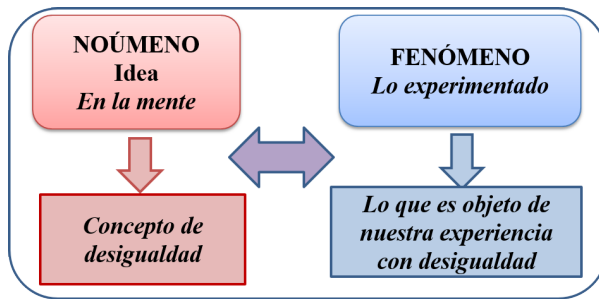 NOÚMENO
Idea
En la mente
FENÓMENO
Lo experimentado
Concepto de
desigualdad
Lo que es objeto de
nuestra experiencia
con desigualdad